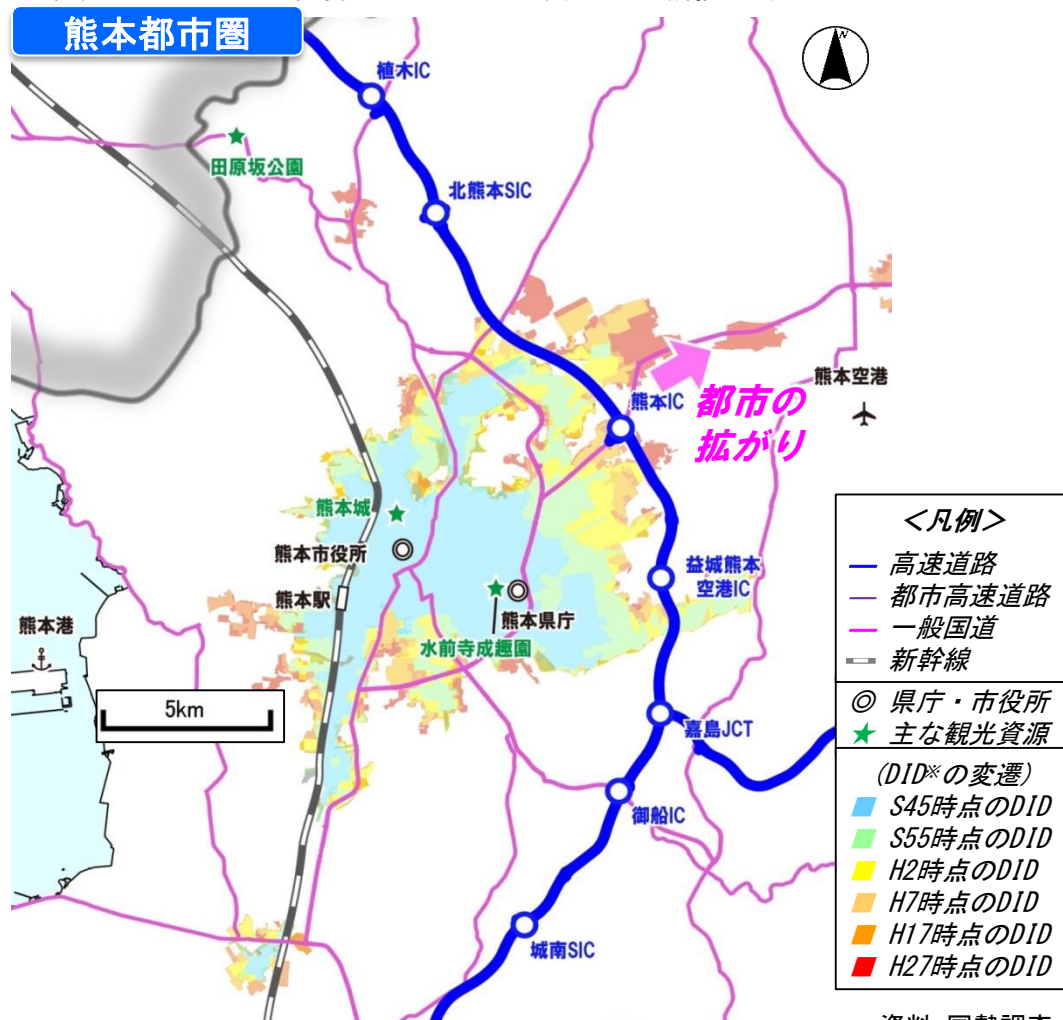 熊本都市圏
N
植木IC
田原坂公園
北熊本SIC
熊本空港
熊本IC
都市の
拡がり
熊本城
熊本市役所
益城熊本
空港IC
熊本駅
熊本県庁
熊本港
水前寺成趣園
5km
嘉島JCT
御船IC
城南SIC
<凡例>
高速道路
都市高速道路
一般国道
新幹線
県庁・市役所
主な観光資源
(DID※の変遷)
S45時点のDID
S55時点のDID
H2時点のDID
H7時点のDID
H17時点のDID
H27時点のDID